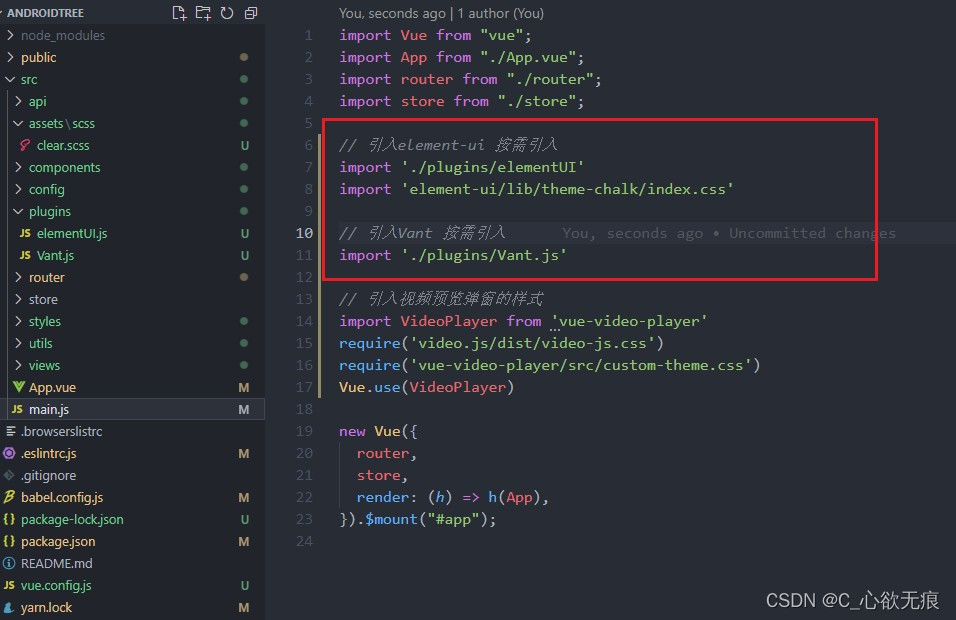 ANDROIDTREE
node_modules
public
src
api
assets\scss
clear.scss U
components
config
plugins
JS elementUI.js U
JS Vant.js U
router
store
styles
utils
views
App.vue M
JS main.js M
.browserslistrc
.eslintrc.js M
.gitignore
babel.config.js M
{} package-lock.json U
{} package.json M
README.md
JS vue.config.js U
yarn.lock M
You, seconds ago | 1 author (You)
1 import Vue from "vue";
2 import App from "./App.vue";
3 import router from "./router";
4 import store from "./store";
5
6 // 引入element-ui 按需引入
7 import './plugins/elementUI'
8 import 'element-ui/lib/theme-chalk/index.css'
9
10 // 引入Vant 按需引入 You, seconds ago • Uncommitted changes
11 import './plugins/Vant.js'
12
13 // 引入视频预览弹窗的样式
14 import VideoPlayer from 'vue-video-player'
15 require('video.js/dist/video-js.css')
16 require('vue-video-player/src/custom-theme.css')
17 Vue.use(VideoPlayer)
18
19 new Vue({
20 router,
21 store,
22 render: (h) => h(App),
23 }).$mount("#app");
24
CSDN @C_心欲无痕